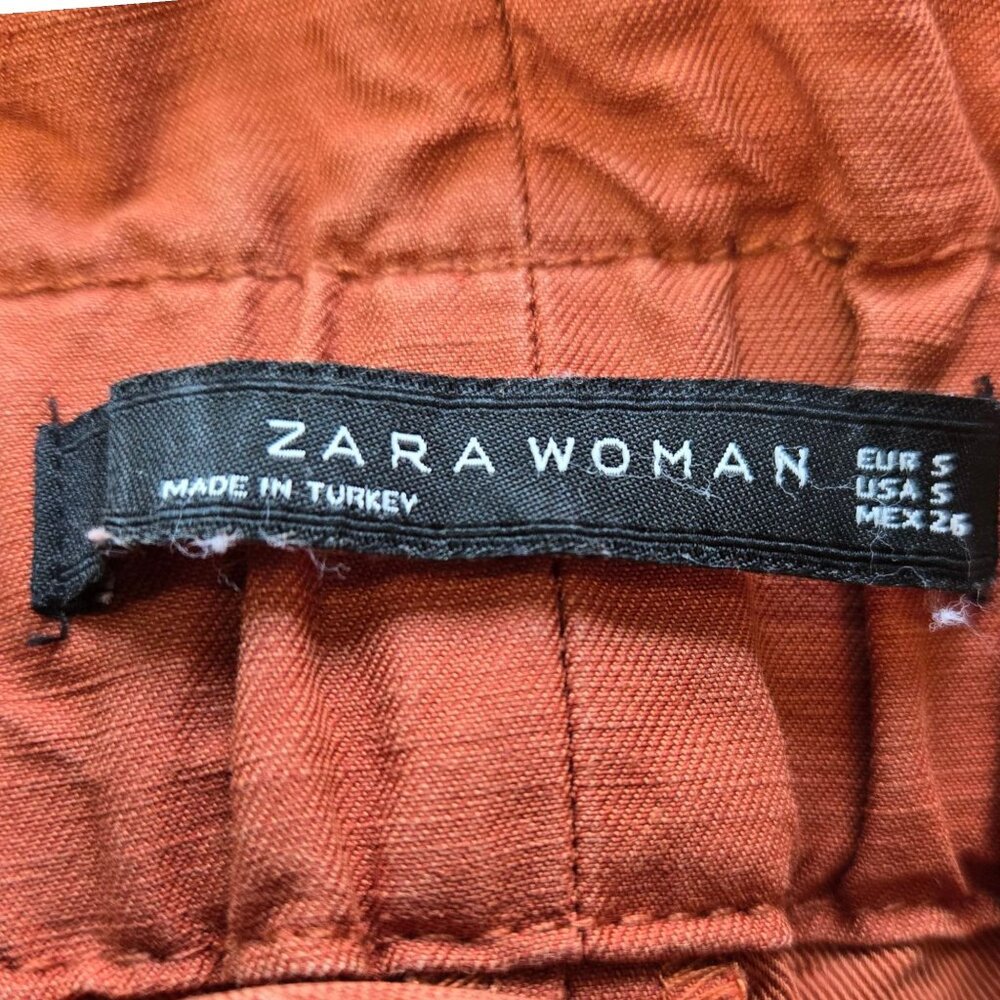 ZARA WOMAN
MADE IN TURKEY
EUR S
USA S
MEX 26